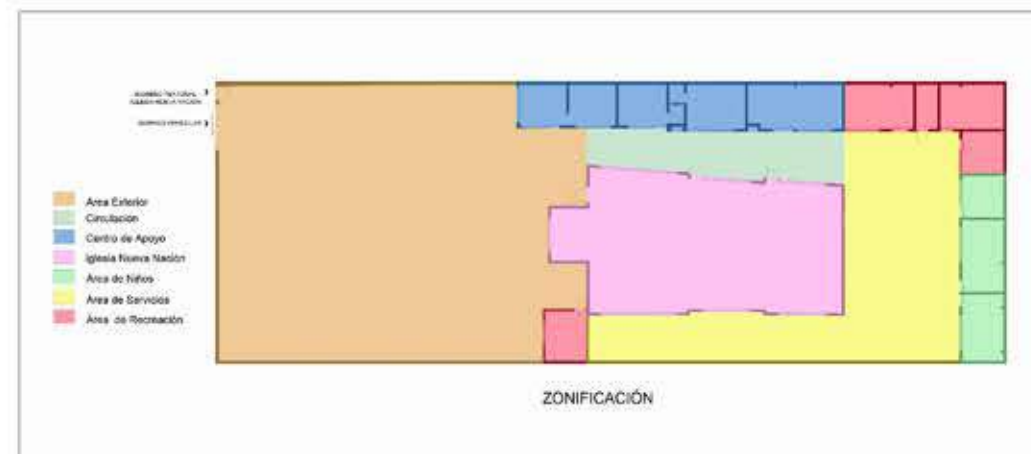 Área Exterior
Circulación
Centro de Apoyo
Iglesia Nueva Nación
Área de Niños
Área de Servicios
Área de Recreación
ZONIFICACIÓN